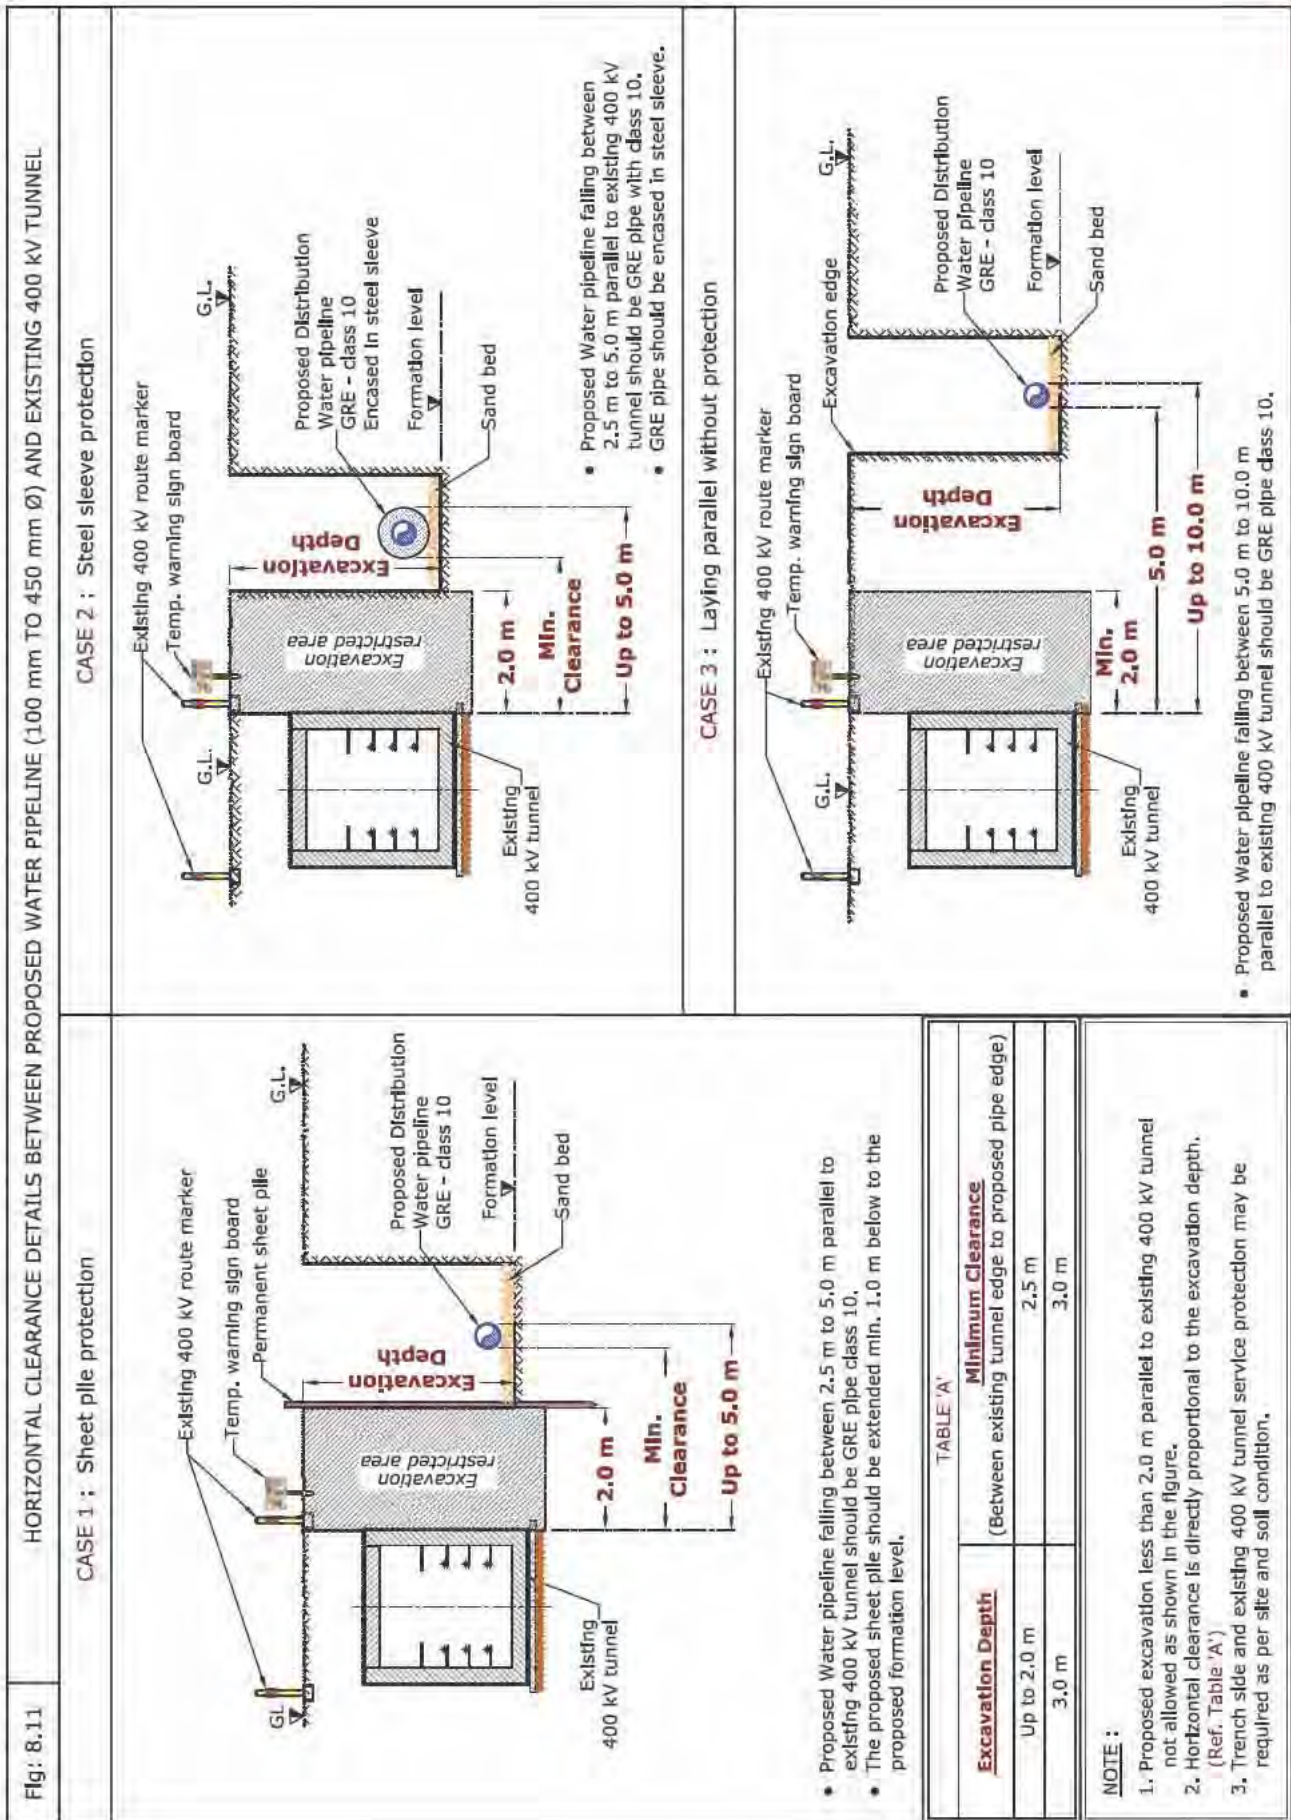 Fig: 8.11
HORIZONTAL CLEARANCE DETAILS BETWEEN PROPOSED WATER PIPELINE (100 mm TO 450 mm Ø) AND EXISTING 400 kV TUNNEL
CASE 1 : Sheet pile protection
Existing 400 kV route marker
Temp. warning sign board
Permanent sheet pile
GL
G.L.
Excavation
restricted area
Excavation
Depth
Proposed Distribution
Water pipeline
GRE - class 10
Formation level
Sand bed
Existing
400 kV tunnel
2.0 m
Min.
Clearance
Up to 5.0 m
• Proposed Water pipeline falling between 2.5 m to 5.0 m parallel to
existing 400 kV tunnel should be GRE pipe class 10.
• The proposed sheet pile should be extended min. 1.0 m below to the
proposed formation level.
TABLE 'A'
Excavation Depth
Minimum Clearance
(Between existing tunnel edge to proposed pipe edge)
Up to 2.0 m
2.5 m
3.0 m
3.0 m
NOTE :
1. Proposed excavation less than 2.0 m parallel to existing 400 kV tunnel
not allowed as shown in the figure.
2. Horizontal clearance is directly proportional to the excavation depth.
(Ref. Table 'A')
3. Trench side and existing 400 kV tunnel service protection may be
required as per site and soil condition.
CASE 2 : Steel sleeve protection
Existing 400 kV route marker
Temp. warning sign board
G.L.
G.L.
Excavation
restricted area
Excavation
Depth
Proposed Distribution
Water pipeline
GRE - class 10
Encased in steel sleeve
Formation level
Sand bed
Existing
400 kV tunnel
2.0 m
Min.
Clearance
Up to 5.0 m
• Proposed Water pipeline falling between
2.5 m to 5.0 m parallel to existing 400 kV
tunnel should be GRE pipe with class 10.
• GRE pipe should be encased in steel sleeve.
CASE 3 : Laying parallel without protection
Existing 400 kV route marker
Temp. warning sign board
Excavation edge
G.L.
G.L.
Excavation
restricted area
Excavation
Depth
Proposed Distribution
Water pipeline
GRE - class 10
Formation level
Sand bed
Existing
400 kV tunnel
Min.
2.0 m
5.0 m
Up to 10.0 m
• Proposed Water pipeline falling between 5.0 m to 10.0 m
parallel to existing 400 kV tunnel should be GRE pipe class 10.